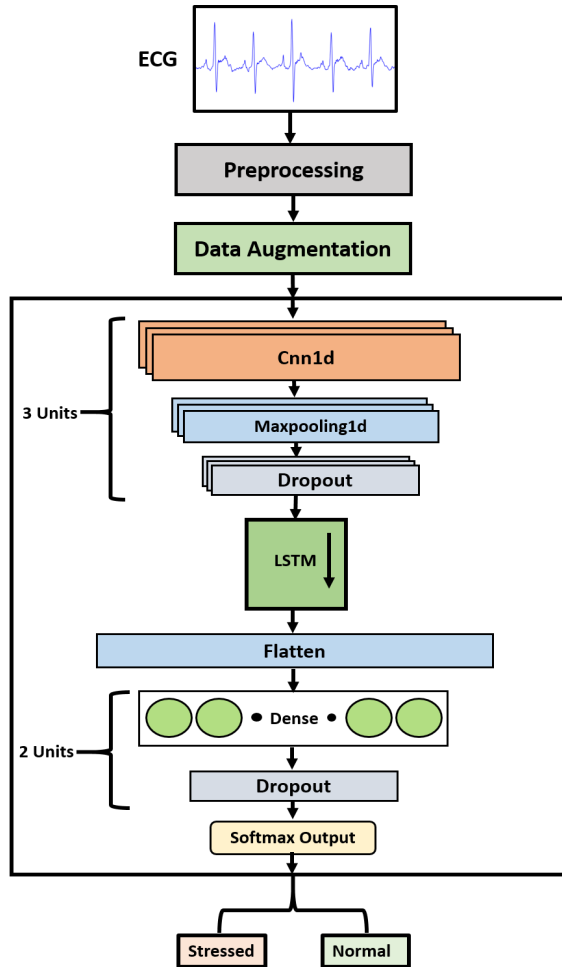 ECG
Preprocessing
Data Augmentation
3 Units
Cnn1d
Maxpooling1d
Dropout
LSTM
Flatten
2 Units
Dense
Dropout
Softmax Output
Stressed
Normal